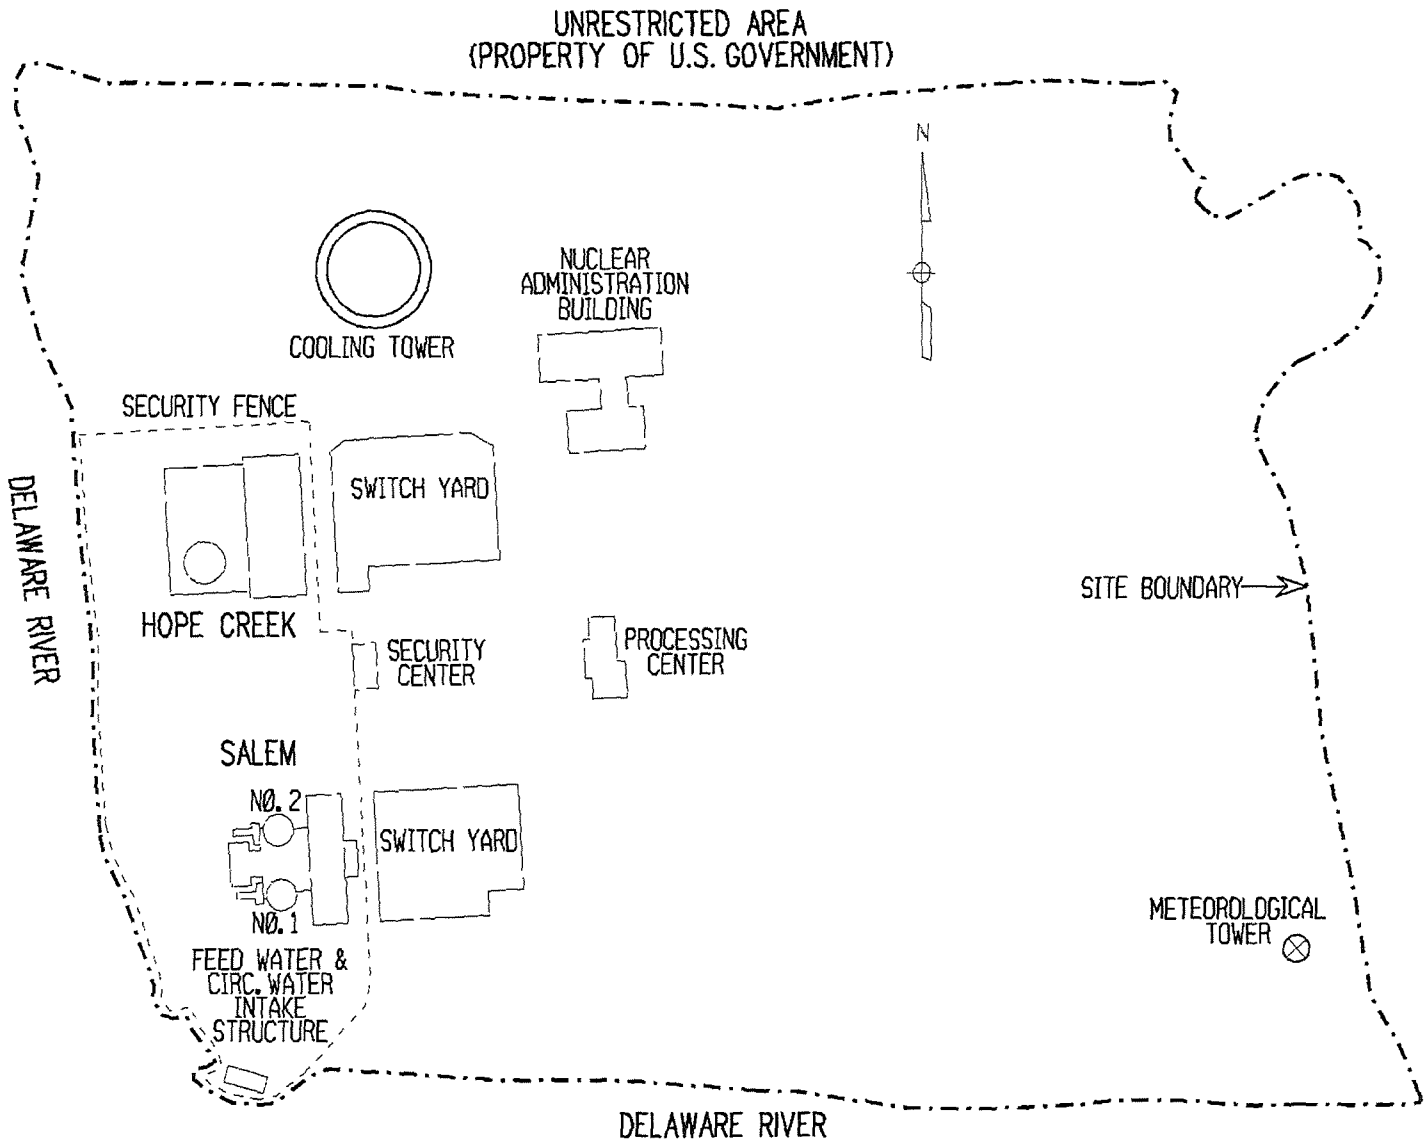 UNRESTRICTED AREA
(PROPERTY OF U.S. GOVERNMENT)
N
NUCLEAR
ADMINISTRATION
BUILDING
COOLING TOWER
SECURITY FENCE
SWITCH YARD
DELAWARE RIVER
SITE BOUNDARY
HOPE CREEK
SECURITY
CENTER
PROCESSING
CENTER
SALEM
NØ.2
SWITCH YARD
NØ.1
METEOROLOGICAL
TOWER
FEED WATER &
CIRC. WATER
INTAKE
STRUCTURE
DELAWARE RIVER